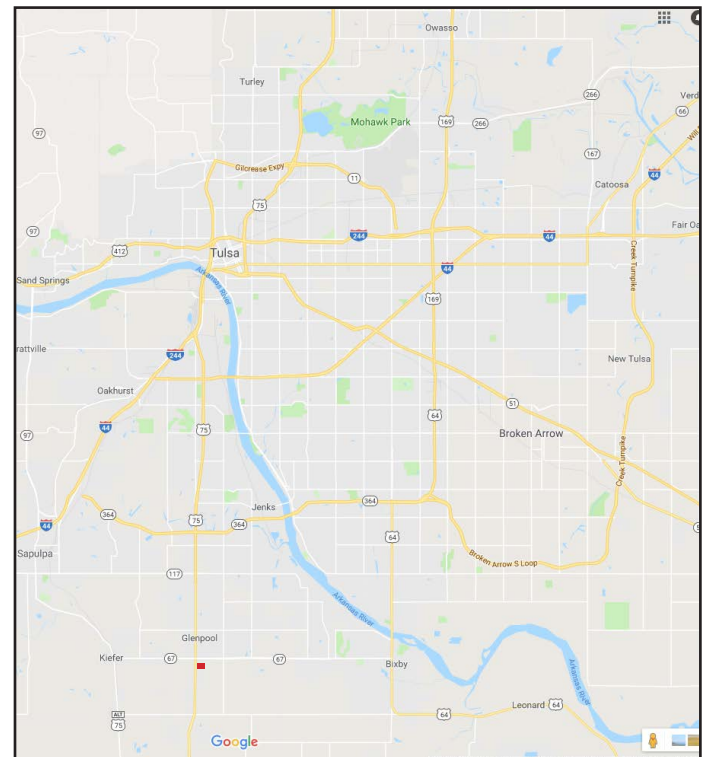 Owasso
Turley
266
Verd
66
97
Mohawk Park
169
266
Will
167
Gilcrease Expy
11
44
Catoosa
75
97
Fair Oa
244
44
412
Tulsa
44
Creek Turnpike
Sand Springs
Arkansas River
169
rattville
244
New Tulsa
Oakhurst
51
64
44
75
Broken Arrow
97
Creek Turnpike
364
Jenks
364
75
364
44
64
Sapulpa
Broken Arrow S Loop
117
Arkansas River
Glenpool
Kiefer
67
67
Bixby
Arkansas River
Leonard
64
ALT
75
64
Google